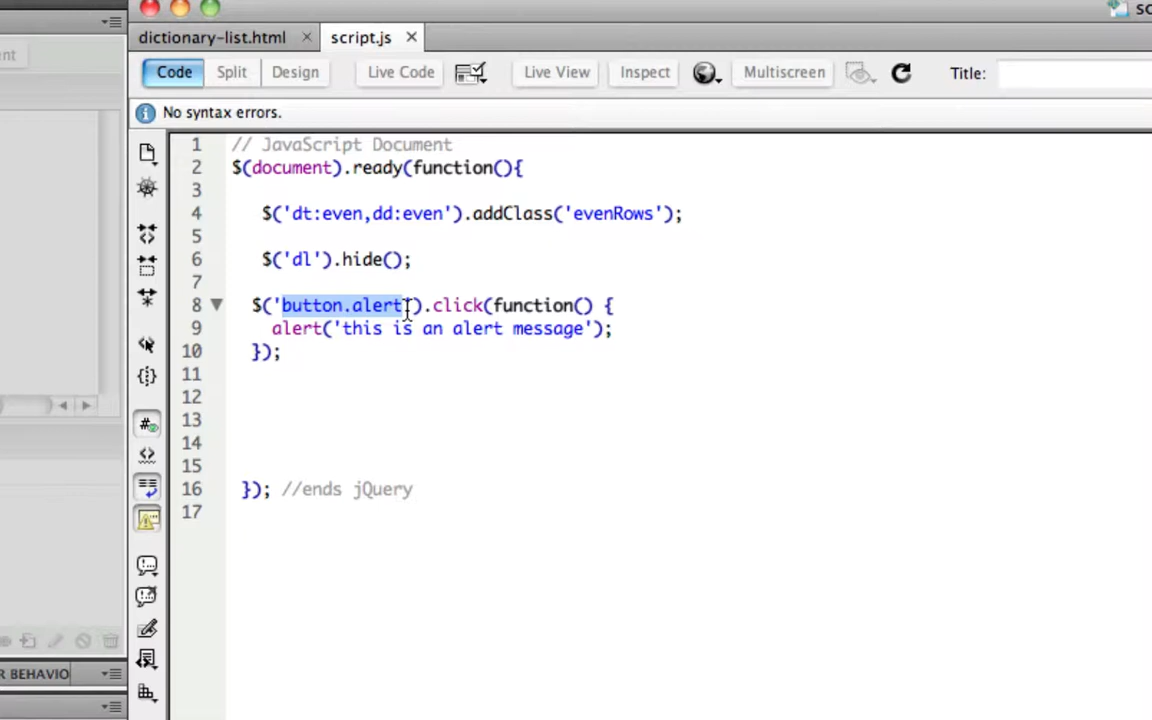 sc
dictionary-list.html × script.js ×
nt
Code Split Design Live Code Live View Inspect Multiscreen Title:
No syntax errors.
1 // JavaScript Document
2 $(document).ready(function(){
3
4 $('dt:even,dd:even').addClass('evenRows');
5
6 $('dl').hide();
7
8 $('button.alert').click(function() {
9 alert('this is an alert message');
10 });
11
12
13
14
15
16 }); //ends jQuery
17
R BEHAVIO